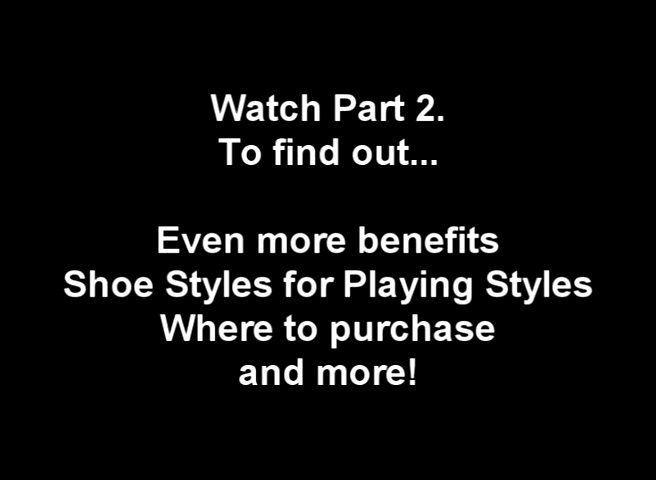 Watch Part 2.
To find out...
Even more benefits
Shoe Styles for Playing Styles
Where to purchase
and more!